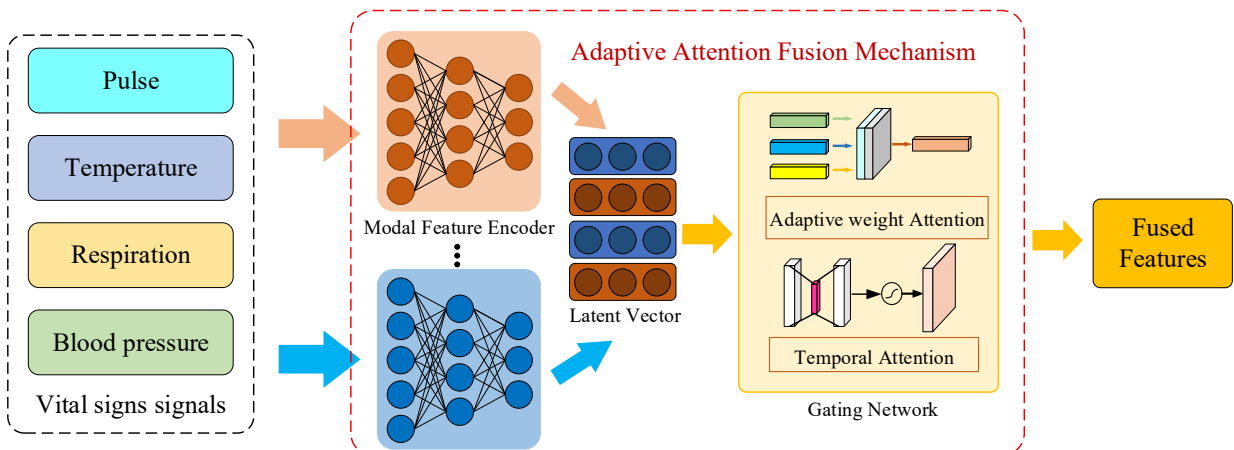 Pulse
Temperature
Respiration
Blood pressure
Vital signs signals
Adaptive Attention Fusion Mechanism
Modal Feature Encoder
Latent Vector
Adaptive weight Attention
Temporal Attention
Gating Network
Fused
Features